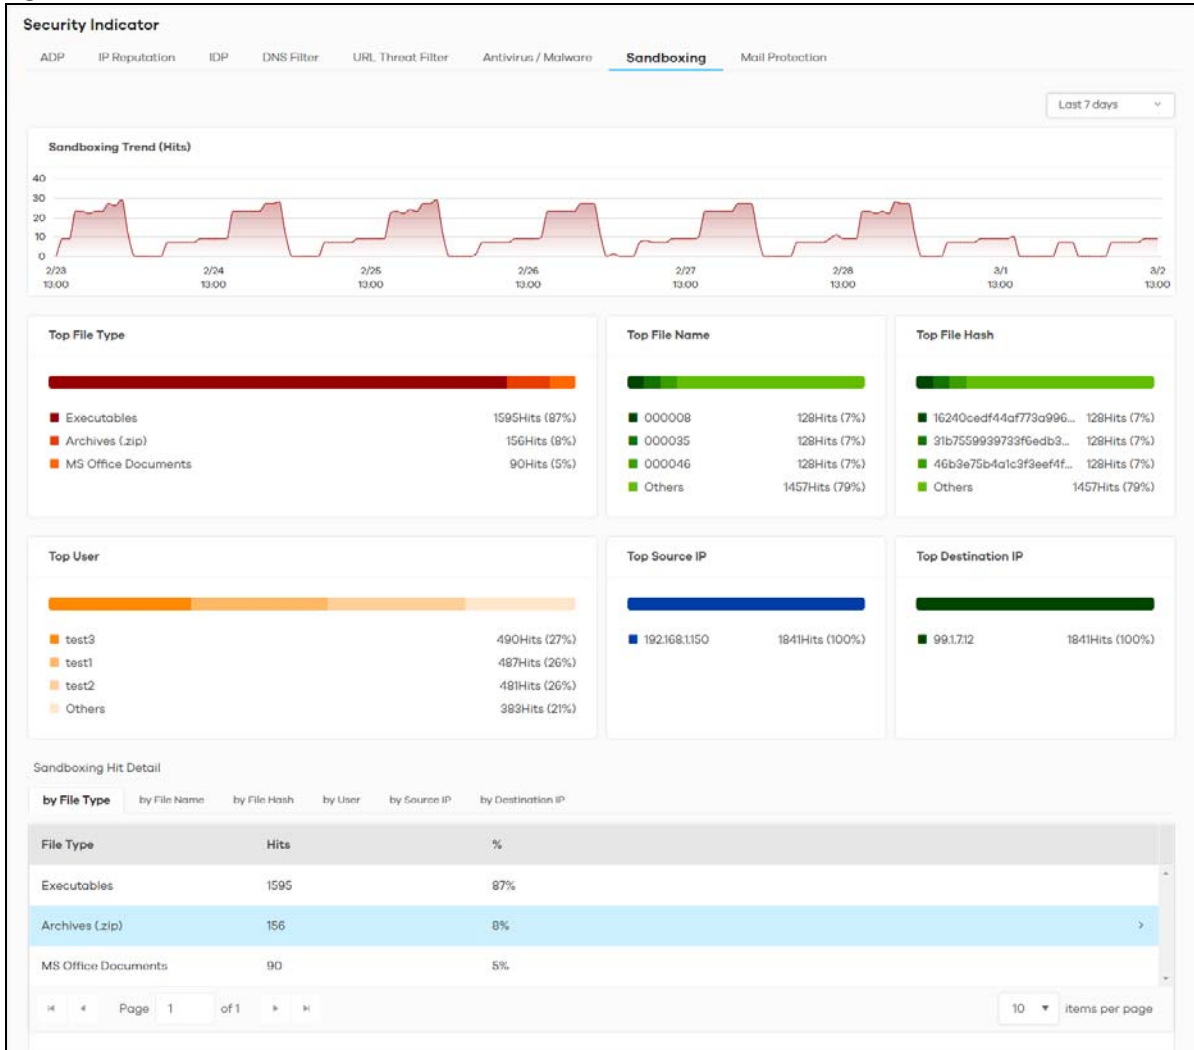 Security Indicator
ADP IP Reputation IDP DNS Filter URL Threat Filter Antivirus / Malware Sandboxing Mail Protection
Last 7 days
Sandboxing Trend (Hits)
40
30
20
10
0
2/23 2/24 2/25 2/26 2/27 2/28 3/1 3/2
13:00 13:00 13:00 13:00 13:00 13:00 13:00 13:00
Top File Type
Executables 1595Hits (87%)
Archives (.zip) 156Hits (8%)
MS Office Documents 90Hits (5%)
Top File Name
000008 128Hits (7%)
000035 128Hits (7%)
000046 128Hits (7%)
Others 1457Hits (79%)
Top File Hash
16240cedf44af773a996... 128Hits (7%)
31b7559939733f6edb3... 128Hits (7%)
46b3e75b4a1c3f3eef4f... 128Hits (7%)
Others 1457Hits (79%)
Top User
test3 490Hits (27%)
test1 487Hits (26%)
test2 481Hits (26%)
Others 383Hits (21%)
Top Source IP
192.168.1.150 1841Hits (100%)
Top Destination IP
99.1.7.12 1841Hits (100%)
Sandboxing Hit Detail
by File Type by File Name by File Hash by User by Source IP by Destination IP
File Type Hits %
Executables 1595 87%
Archives (.zip) 156 8%
MS Office Documents 90 5%
Page 1 of 1 10 items per page